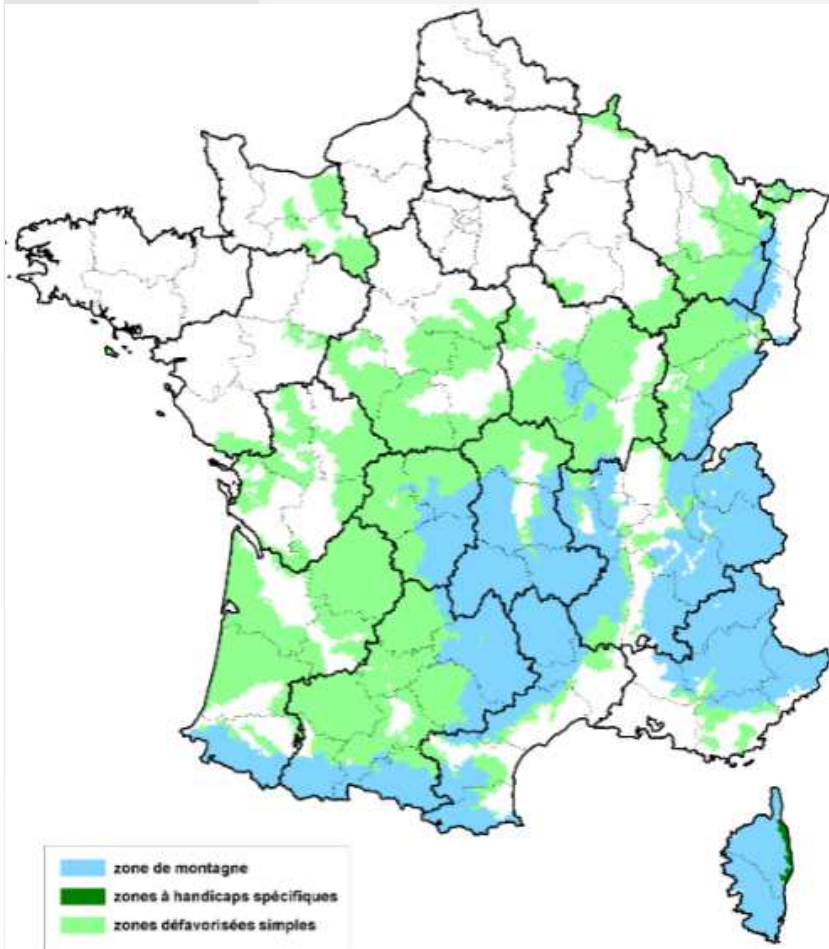 zone de montagne
zones à handicaps spécifiques
zones défavorisées simples